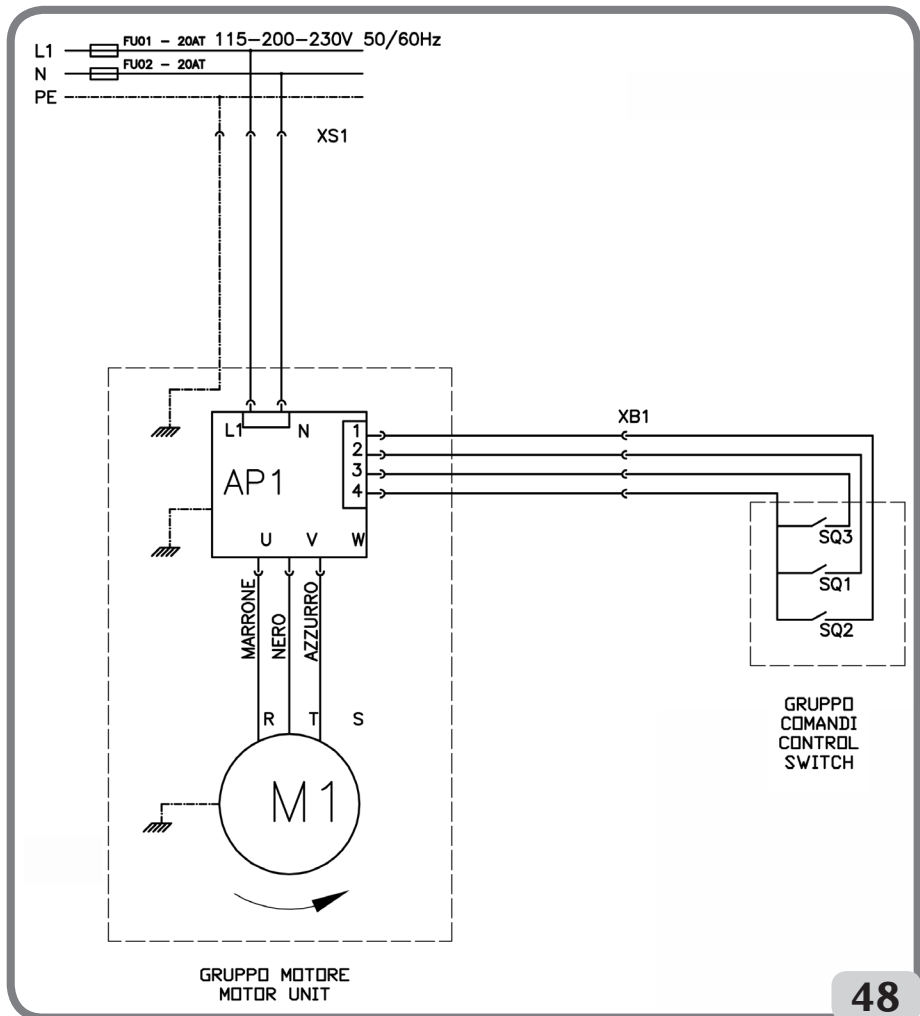 L1 FU01 - 20AT 115-200-230V 50/60Hz
N FU02 - 20AT
PE
XS1
XB1
L1 N
1
2
3
4
AP1
U V W
MARRONE
NERO
AZZURRO
SQ3
SQ1
SQ2
R T S
M1
GRUPPO
COMANDI
CONTROL
SWITCH
GRUPPO MOTORE
MOTOR UNIT
48